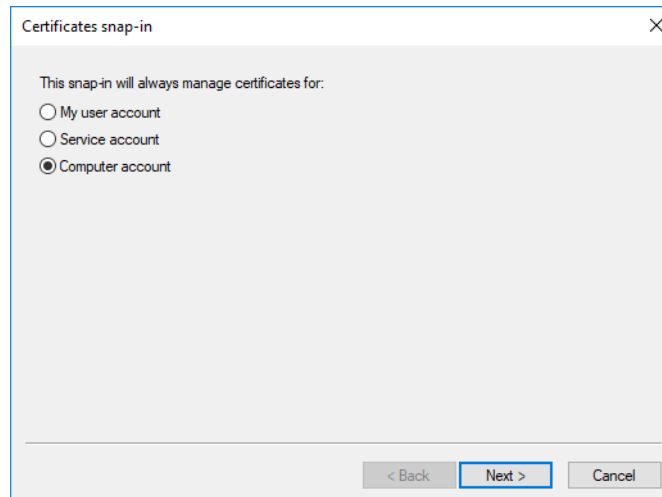 Certificates snap-in
This snap-in will always manage certificates for:
My user account
Service account
Computer account
< Back Next > Cancel